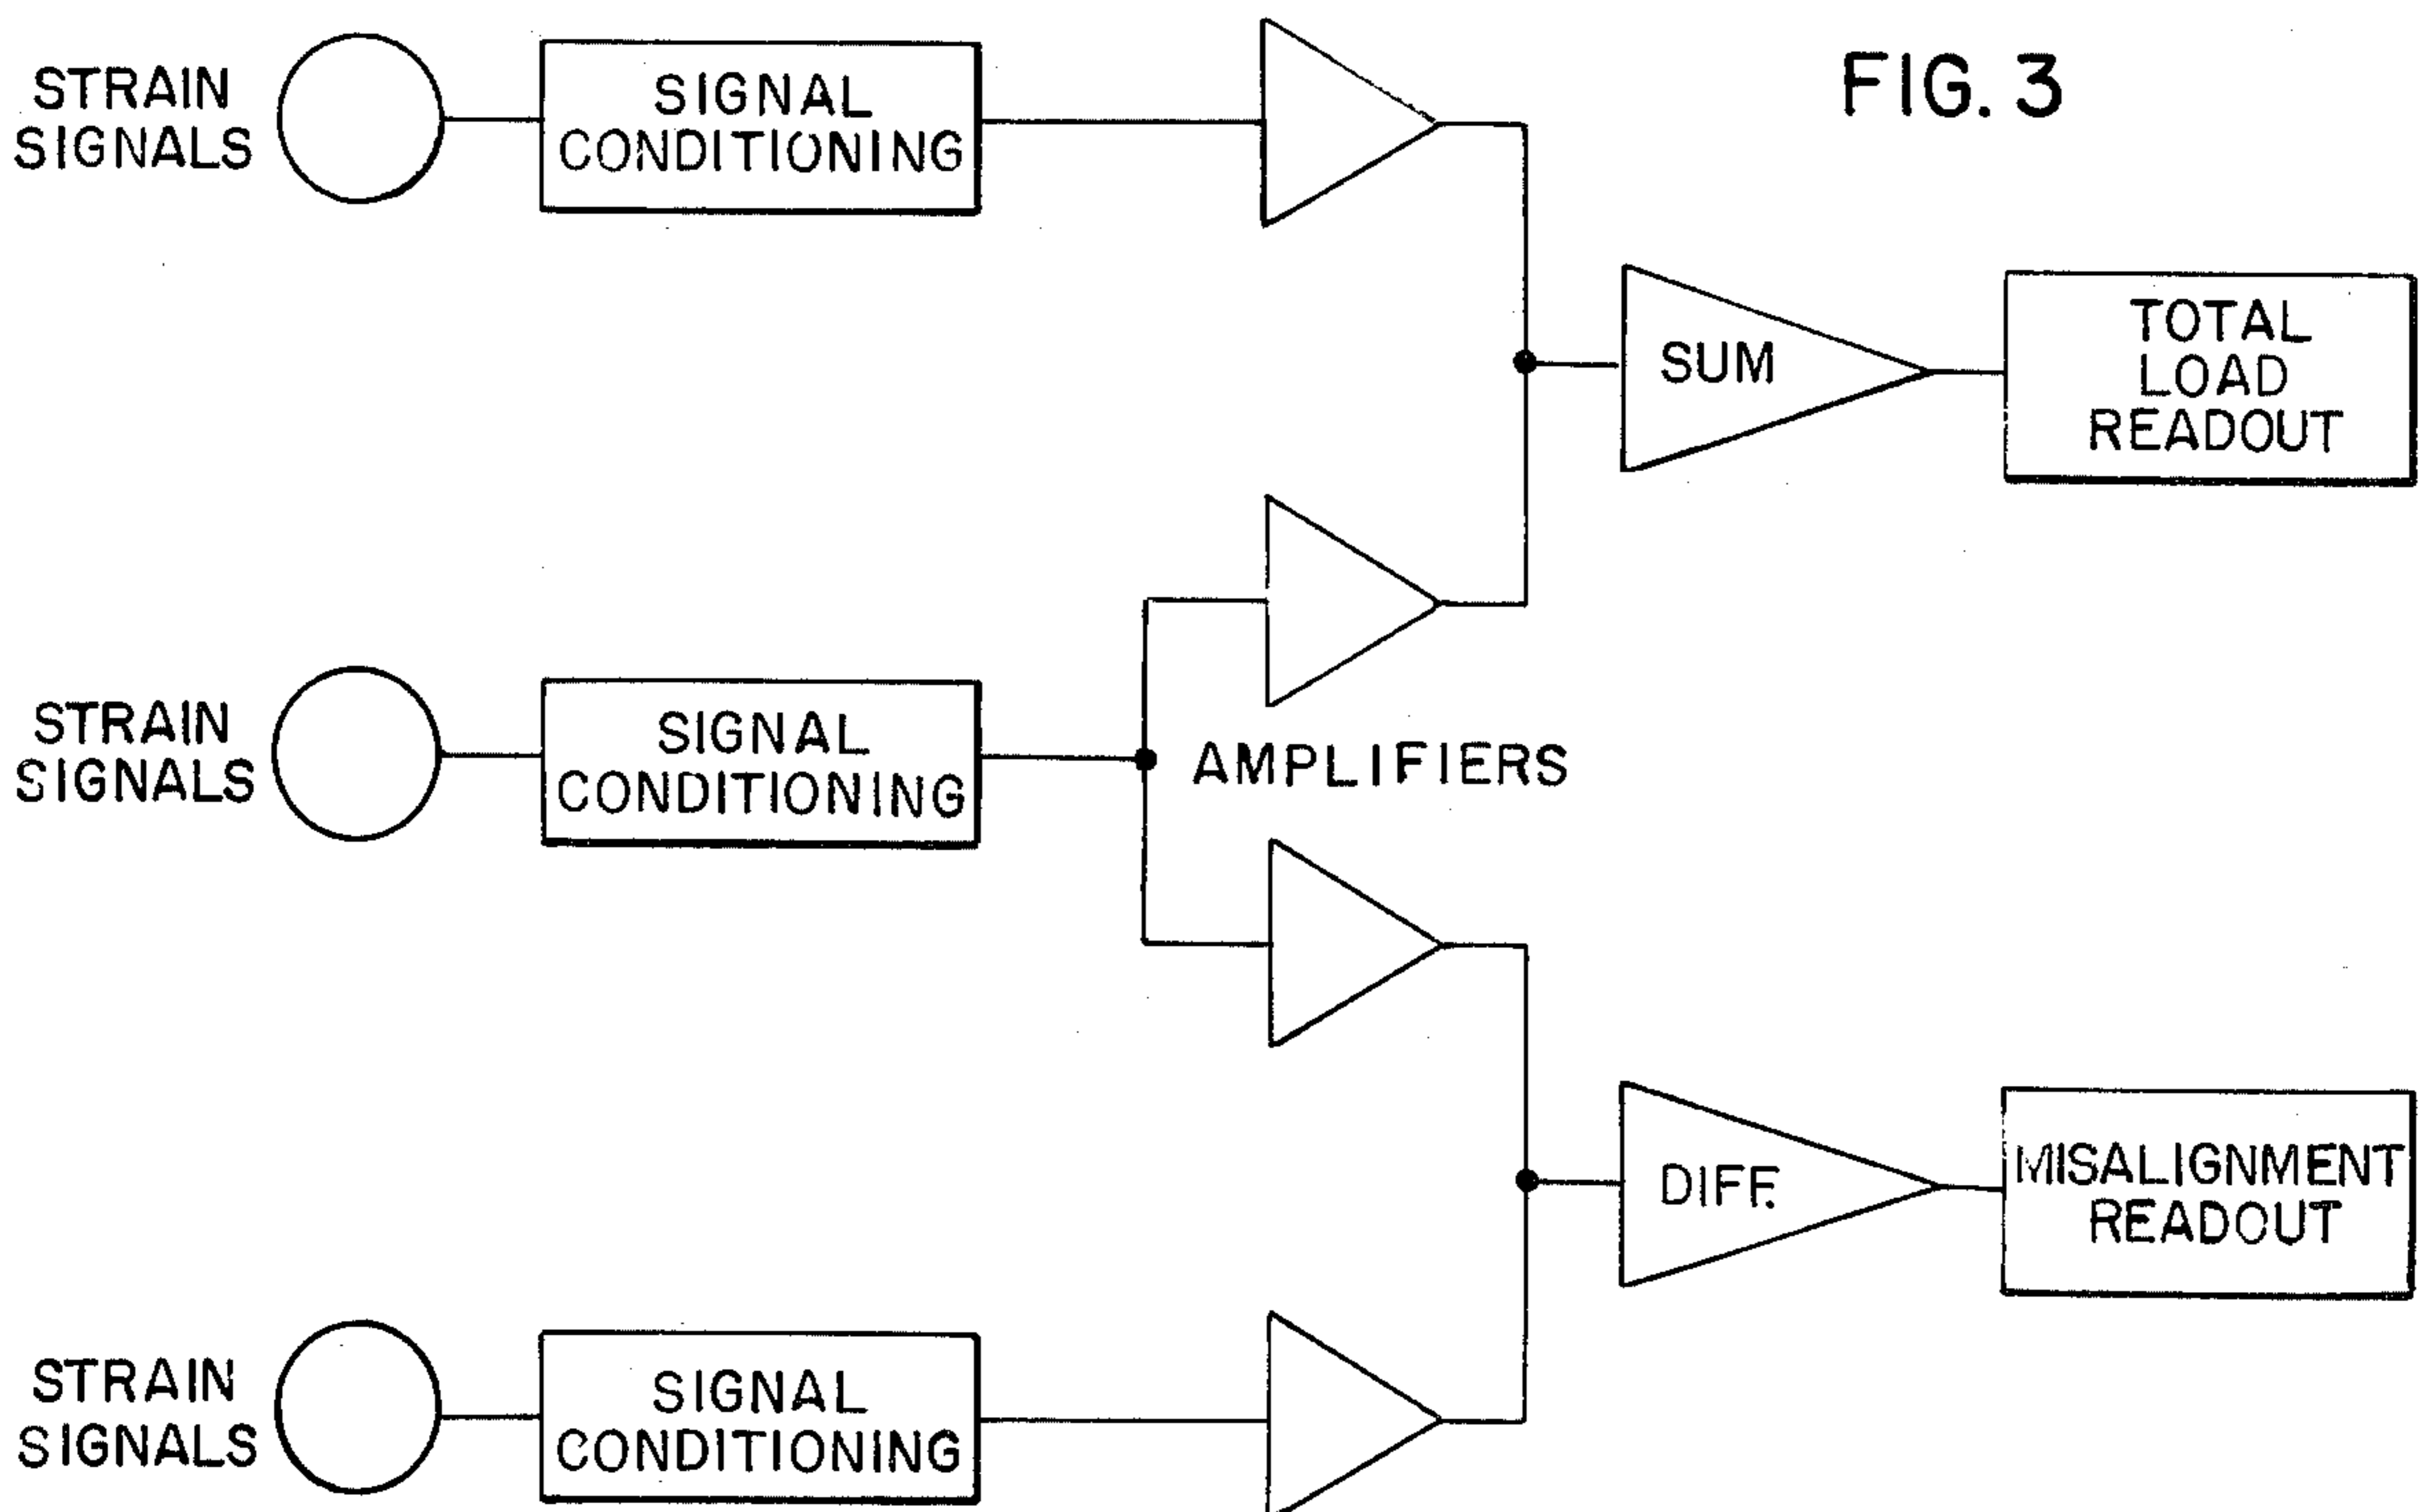 FIG. 3
STRAIN
SIGNALS
SIGNAL
CONDITIONING
SUM
TOTAL
LOAD
READOUT
STRAIN
SIGNALS
SIGNAL
CONDITIONING
AMPLIFIERS
DIFF.
MISALIGNMENT
READOUT
STRAIN
SIGNALS
SIGNAL
CONDITIONING